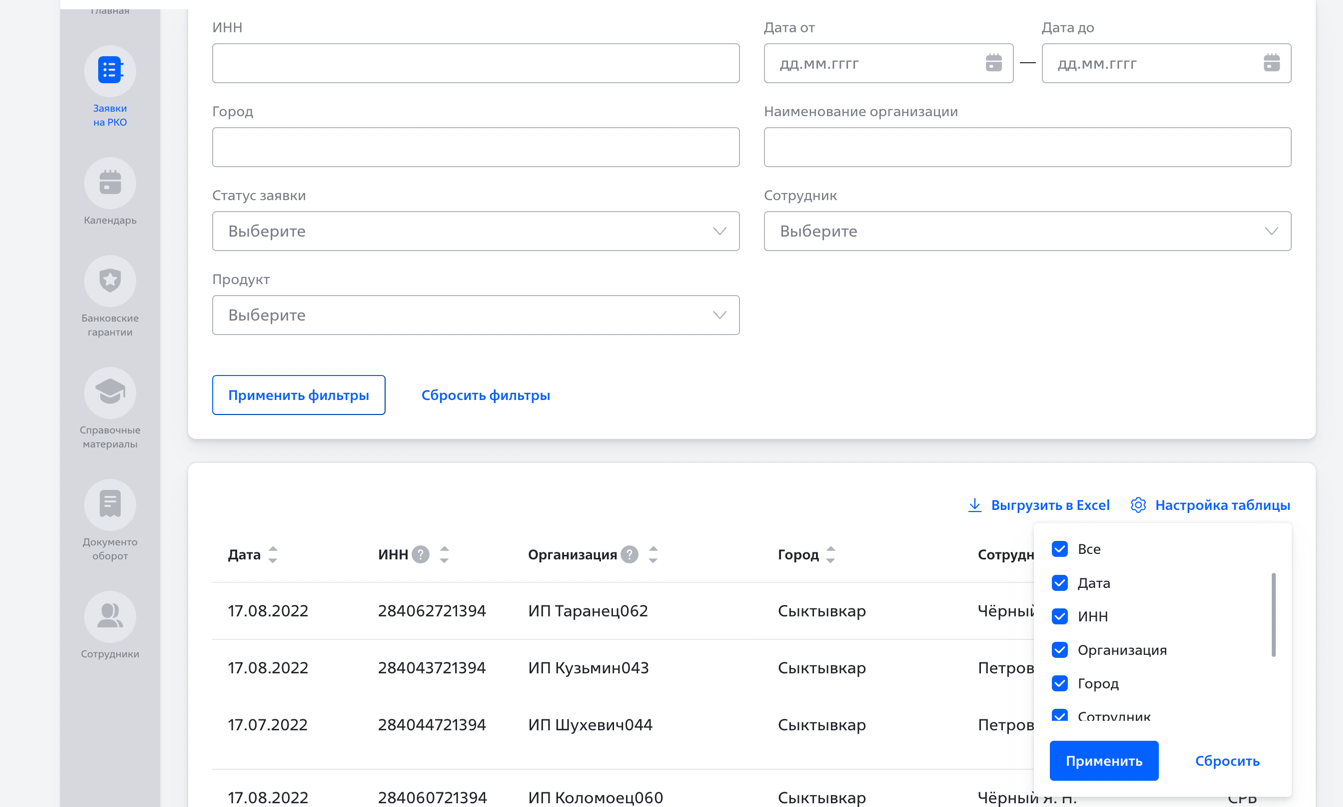 Главная
Заявки
на РКО
Календарь
Банковские
гарантии
Справочные
материалы
Документо
оборот
Сотрудники
ИНН
Дата от
Дата до
дд.мм.гггг
—
дд.мм.гггг
Город
Наименование организации
Статус заявки
Сотрудник
Выберите
Выберите
Продукт
Выберите
Применить фильтры
Сбросить фильтры
Выгрузить в Excel
Настройка таблицы
Дата ИНН ? Организация ? Город Сотрудн
17.08.2022 284062721394 ИП Таранец062 Сыктывкар Чёрный
17.08.2022 284043721394 ИП Кузьмин043 Сыктывкар Петров
17.07.2022 284044721394 ИП Шухевич044 Сыктывкар Петров
17.08.2022 284060721394 ИП Коломоец060 Сыктывкар Чёрный Я. Н. СРБ
Все
Дата
ИНН
Организация
Город
Сотрудник
Применить
Сбросить